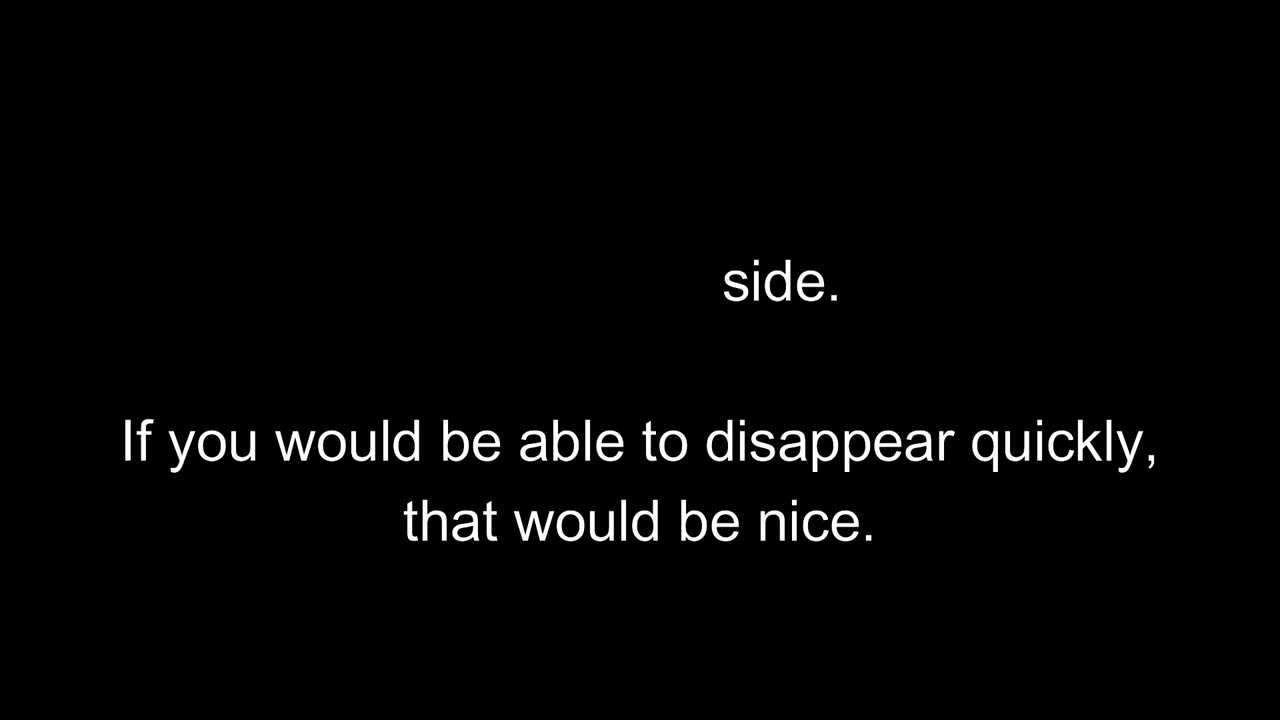 side.
If you would be able to disappear quickly,
that would be nice.